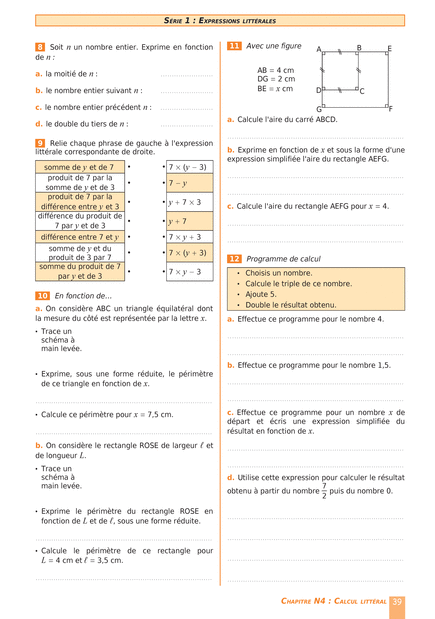 SÉRIE 1 : EXPRESSIONS LITTÉRALES
8 Soit n un nombre entier. Exprime en fonction
de n :
a. la moitié de n :
b. le nombre entier suivant n :
c. le nombre entier précédent n :
d. le double du tiers de n :
9 Relie chaque phrase de gauche à l'expression
littérale correspondante de droite.
somme de y et de 7 • • 7 × (y − 3)
produit de 7 par la
somme de y et de 3 • • 7 − y
produit de 7 par la
différence entre y et 3 • • y + 7 × 3
différence du produit de
7 par y et de 3 • • y + 7
différence entre 7 et y • • 7 × y + 3
somme de y et du
produit de 3 par 7 • • 7 × (y + 3)
somme du produit de 7
par y et de 3 • • 7 × y − 3
10 En fonction de...
a. On considère ABC un triangle équilatéral dont
la mesure du côté est représentée par la lettre x.
• Trace un
schéma à
main levée.
• Exprime, sous une forme réduite, le périmètre
de ce triangle en fonction de x.
• Calcule ce périmètre pour x = 7,5 cm.
b. On considère le rectangle ROSE de largeur ℓ et
de longueur L.
• Trace un
schéma à
main levée.
• Exprime le périmètre du rectangle ROSE en
fonction de L et de ℓ, sous une forme réduite.
• Calcule le périmètre de ce rectangle pour
L = 4 cm et ℓ = 3,5 cm.
11 Avec une figure
AB = 4 cm
DG = 2 cm
BE = x cm
A B E
D C
G F
a. Calcule l'aire du carré ABCD.
b. Exprime en fonction de x et sous la forme d'une
expression simplifiée l'aire du rectangle AEFG.
c. Calcule l'aire du rectangle AEFG pour x = 4.
12 Programme de calcul
• Choisis un nombre.
• Calcule le triple de ce nombre.
• Ajoute 5.
• Double le résultat obtenu.
a. Effectue ce programme pour le nombre 4.
b. Effectue ce programme pour le nombre 1,5.
c. Effectue ce programme pour un nombre x de
départ et écris une expression simplifiée du
résultat en fonction de x.
d. Utilise cette expression pour calculer le résultat
obtenu à partir du nombre 7/2 puis du nombre 0.
CHAPITRE N4 : CALCUL LITTÉRAL 39